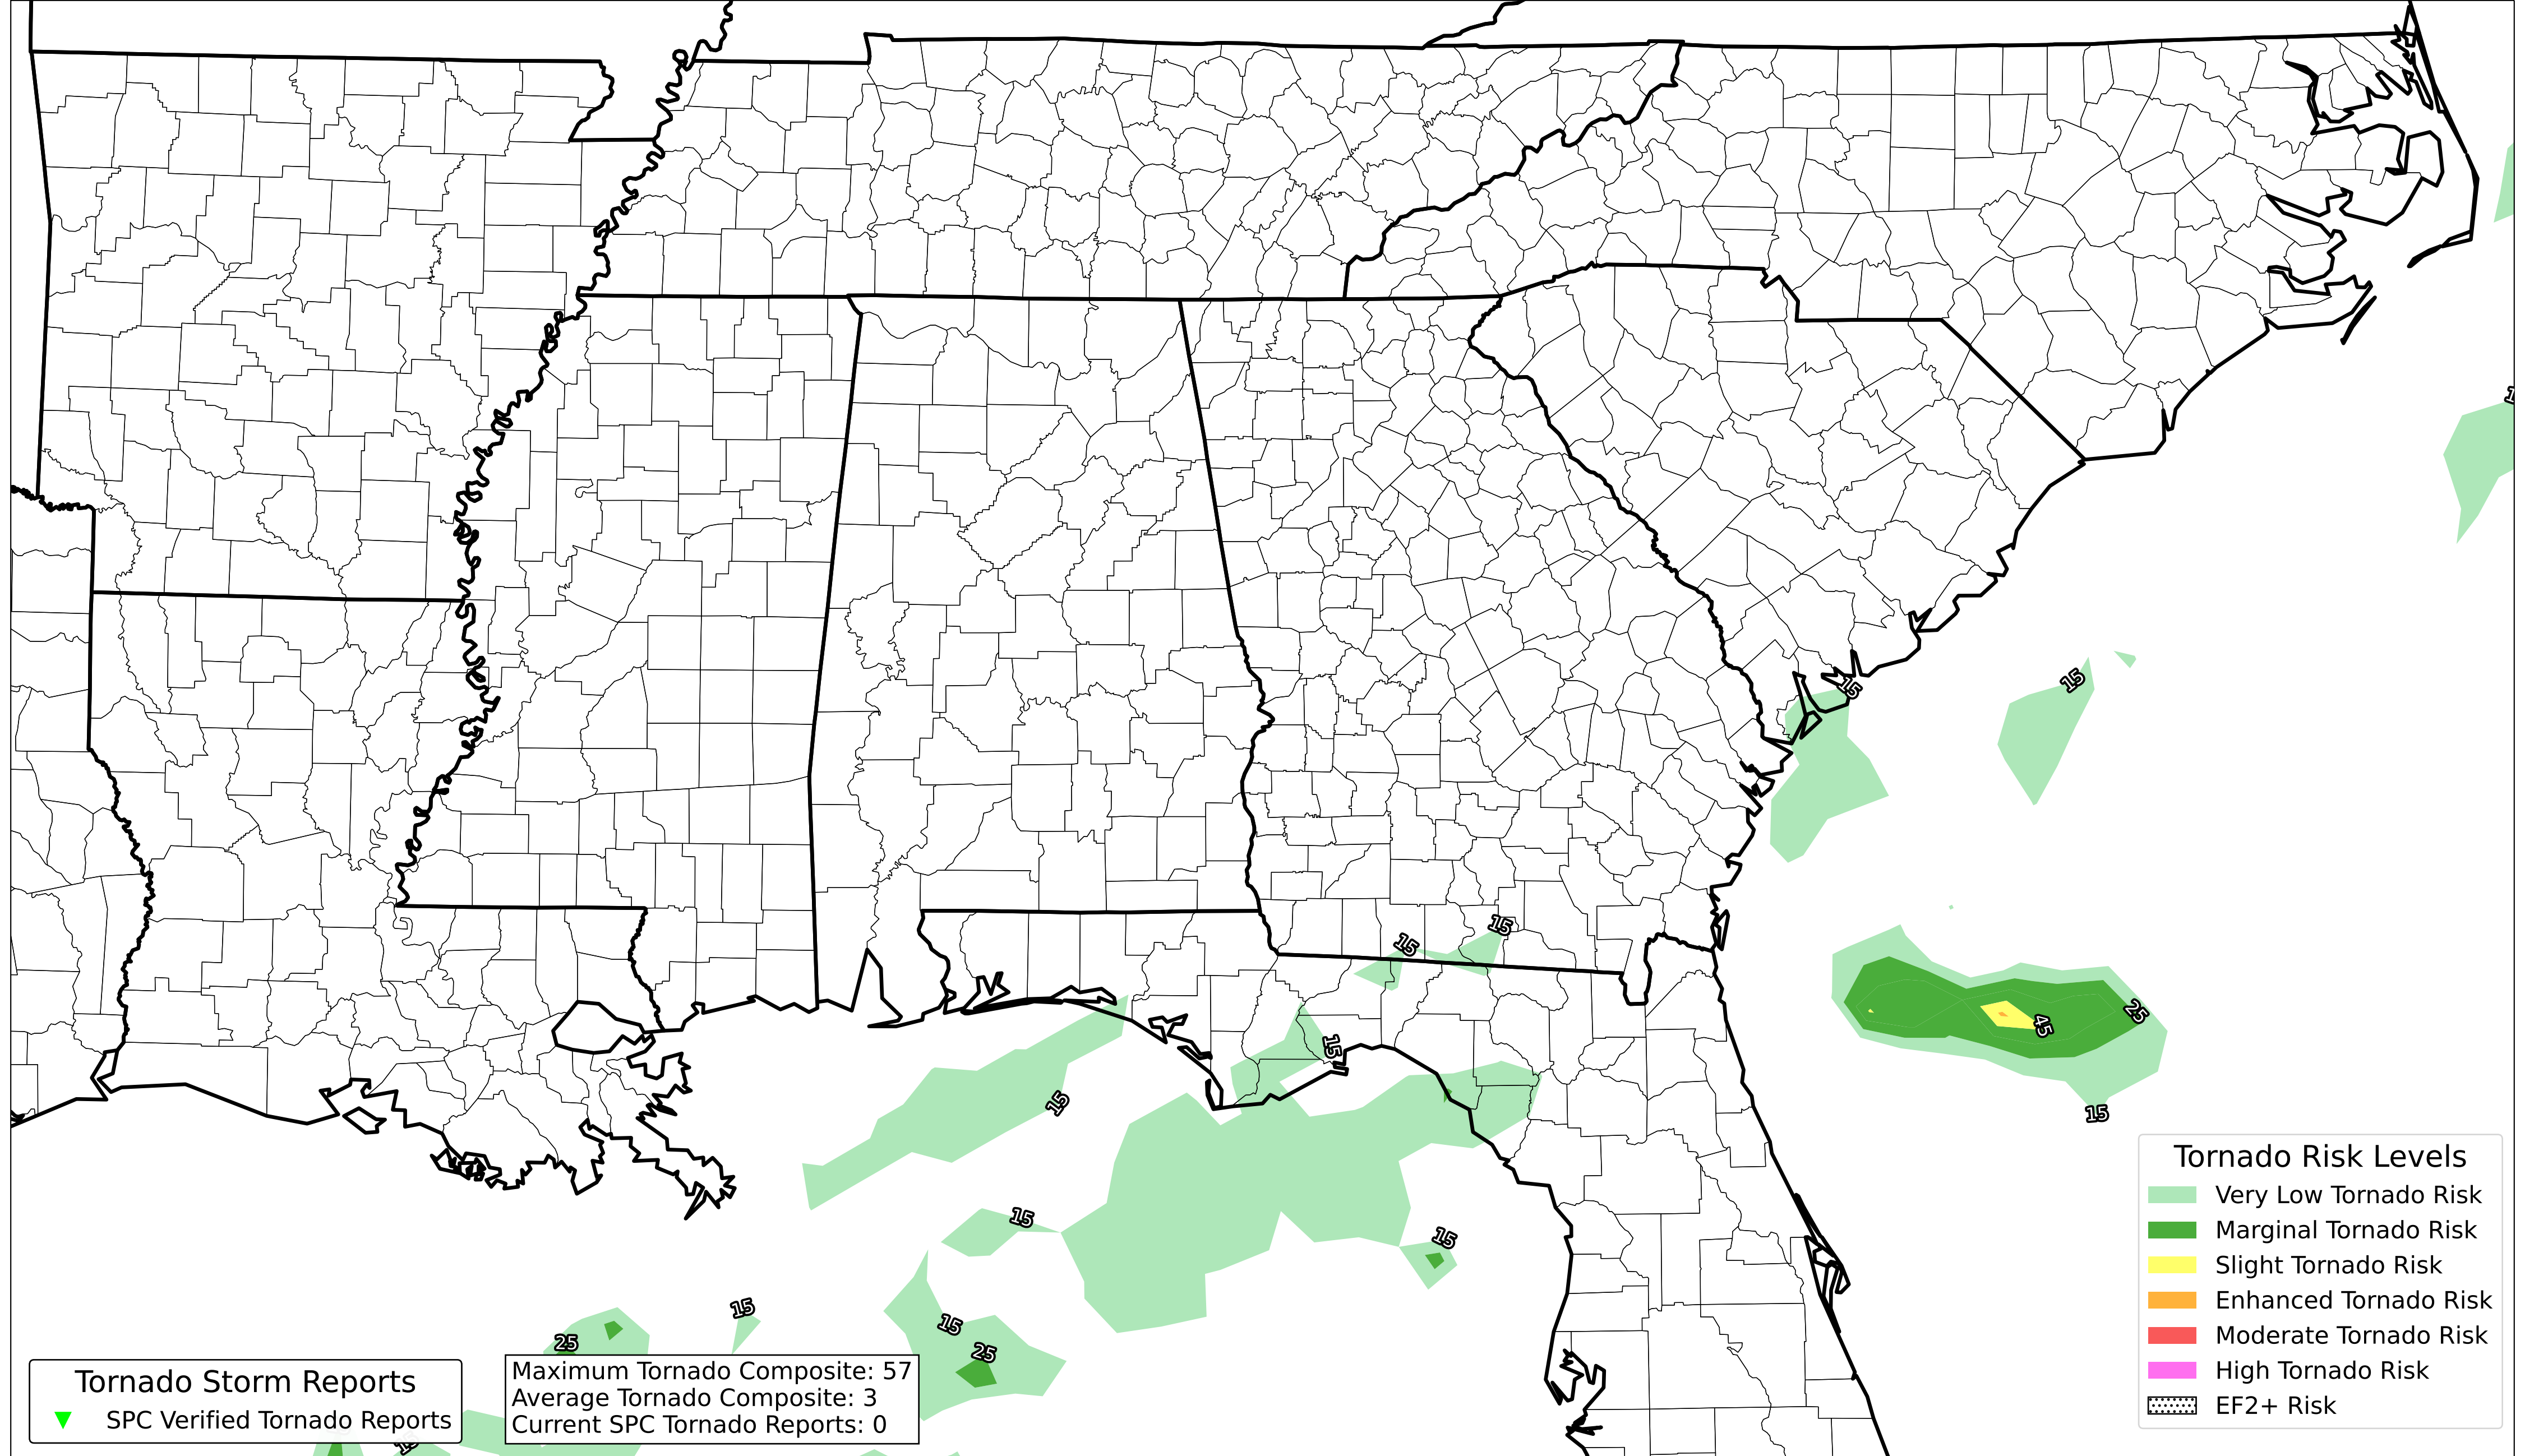 1
15
15
15
15
15
45
25
15
15
15
15
15
15
25
15
25
15
Tornado Risk Levels
Very Low Tornado Risk
Marginal Tornado Risk
Slight Tornado Risk
Enhanced Tornado Risk
Moderate Tornado Risk
High Tornado Risk
EF2+ Risk
Tornado Storm Reports
SPC Verified Tornado Reports
Maximum Tornado Composite: 57
Average Tornado Composite: 3
Current SPC Tornado Reports: 0